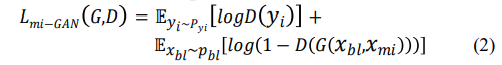 L_{mi-GAN}(G,D) = 𝔼_{y_i~P_{yi}}[logD(y_i)] +
𝔼_{x_{bl}~p_{bl}}[log(1 − D(G(x_{bl},x_{mi})))] (2)